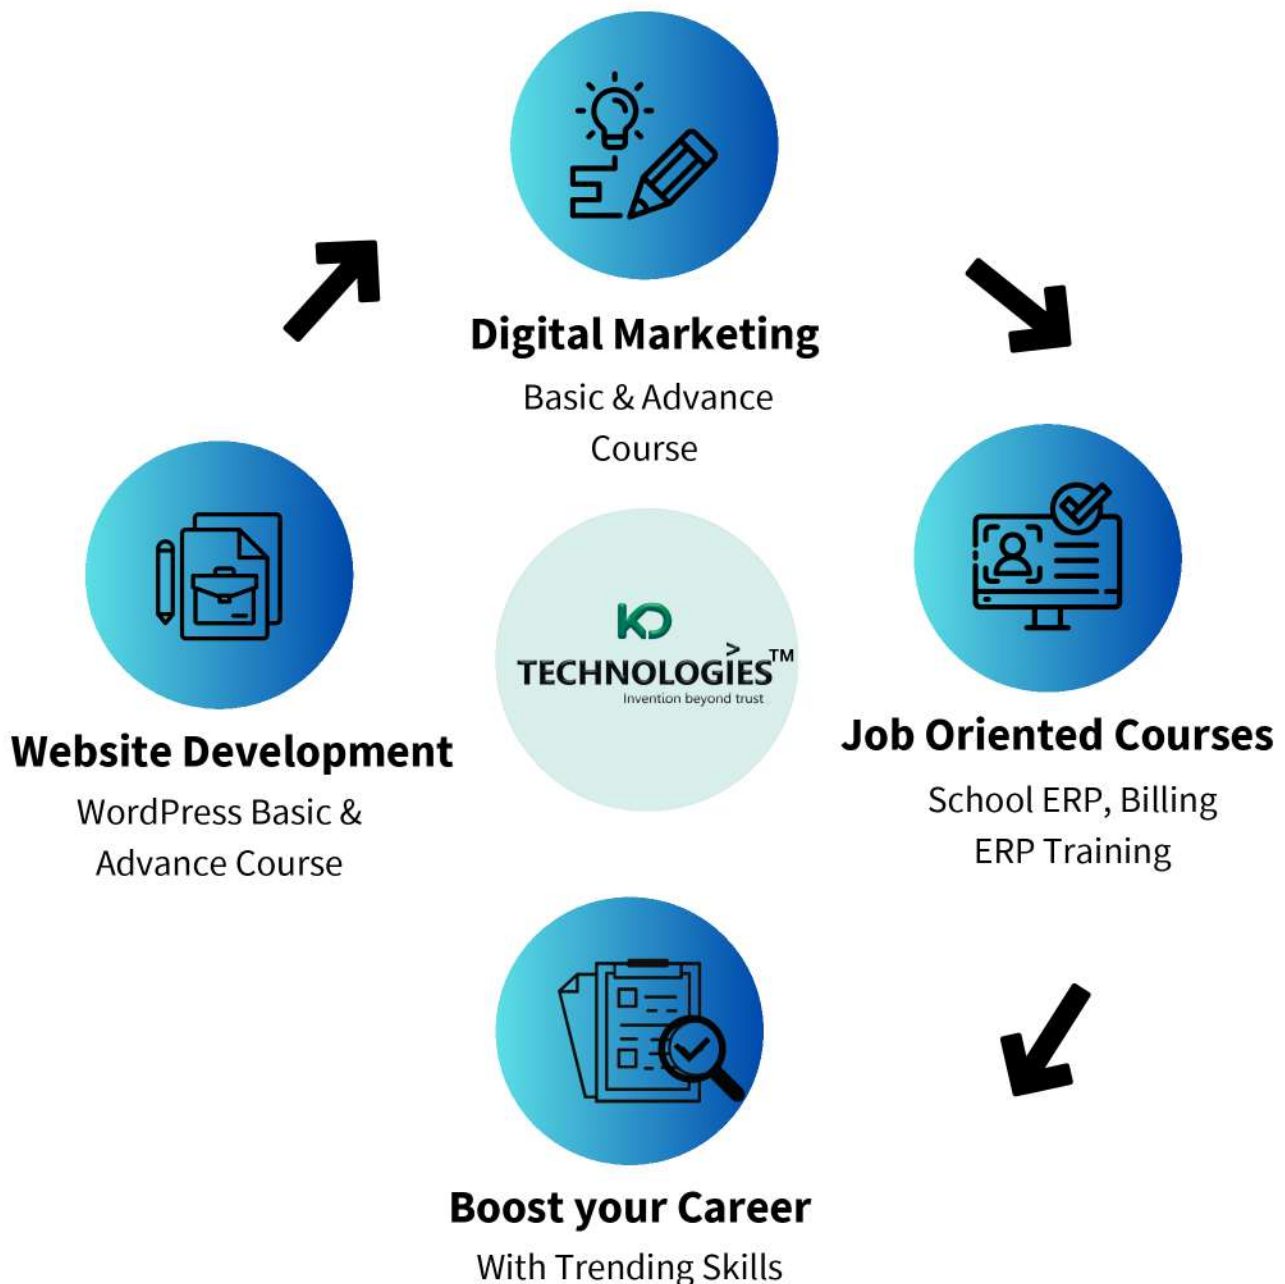 Digital Marketing
Basic & Advance
Course
Website Development
WordPress Basic &
Advance Course
KD
TECHNOLOGIES™
Invention beyond trust
Job Oriented Courses
School ERP, Billing
ERP Training
Boost your Career
With Trending Skills